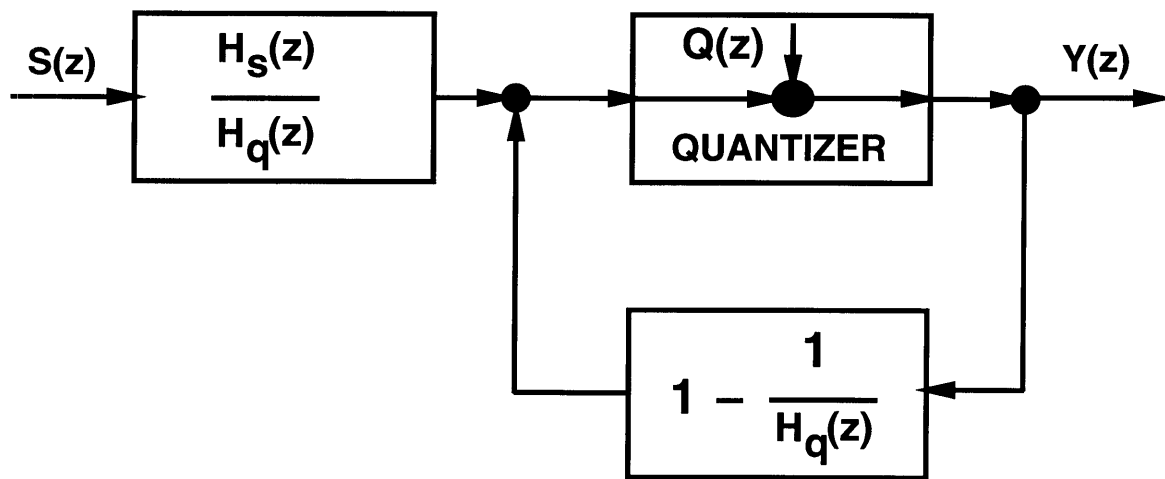 S(z)
H_s(z)
H_q(z)
Q(z)
QUANTIZER
Y(z)
1 - 1
H_q(z)